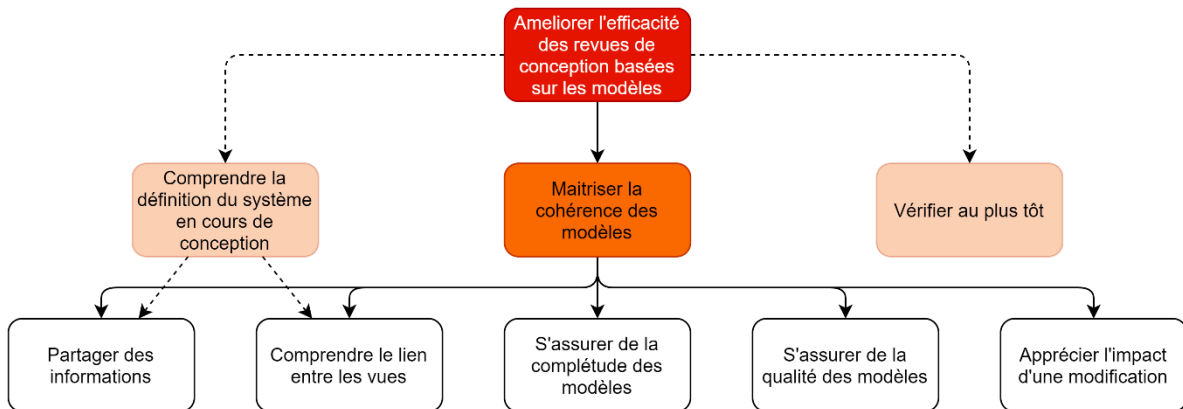 Ameliorer l'efficacité
des revues de
conception basées
sur les modèles
Comprendre la
définition du système
en cours de
conception
Maitriser la
cohérence des
modèles
Vérifier au plus tôt
Partager des
informations
Comprendre le lien
entre les vues
S'assurer de la
complétude des
modèles
S'assurer de la
qualité des modèles
Apprécier l'impact
d'une modification